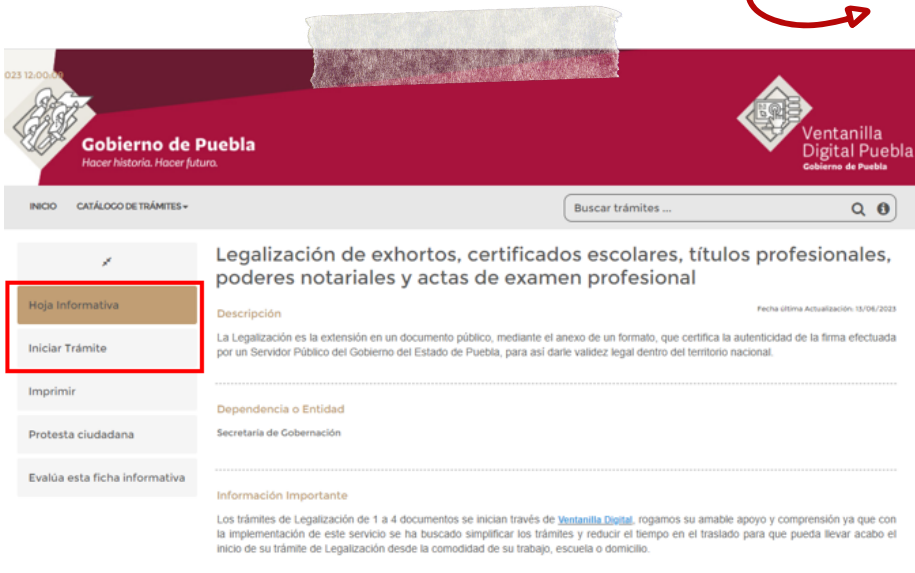 023 12:00:00
Gobierno de Puebla
Hacer historia. Hacer futuro.
Ventanilla
Digital Puebla
Gobierno de Puebla
INICIO CATÁLOGO DE TRÁMITES
Buscar trámites ...
Hoja Informativa
Iniciar Trámite
Imprimir
Protesta ciudadana
Evalúa esta ficha informativa
Legalización de exhortos, certificados escolares, títulos profesionales,
poderes notariales y actas de examen profesional
Descripción
Fecha última Actualización: 13/06/2023
La Legalización es la extensión en un documento público, mediante el anexo de un formato, que certifica la autenticidad de la firma efectuada
por un Servidor Público del Gobierno del Estado de Puebla, para así darle validez legal dentro del territorio nacional.
Dependencia o Entidad
Secretaría de Gobernación
Información Importante
Los trámites de Legalización de 1 a 4 documentos se inician través de Ventanilla Digital, rogamos su amable apoyo y comprensión ya que con
la implementación de este servicio se ha buscado simplificar los trámites y reducir el tiempo en el traslado para que pueda llevar acabo el
inicio de su trámite de Legalización desde la comodidad de su trabajo, escuela o domicilio.